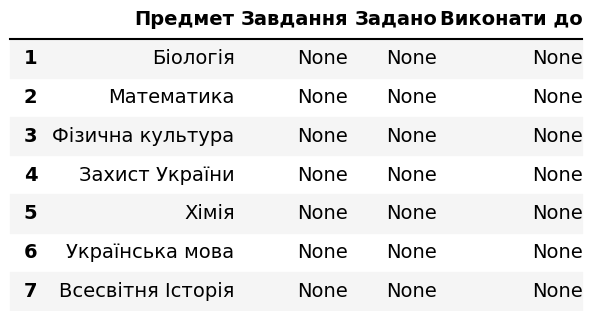 Предмет Завдання Задано Виконати до
1 Біологія None None None
2 Математика None None None
3 Фізична культура None None None
4 Захист України None None None
5 Хімія None None None
6 Українська мова None None None
7 Всесвітня Історія None None None